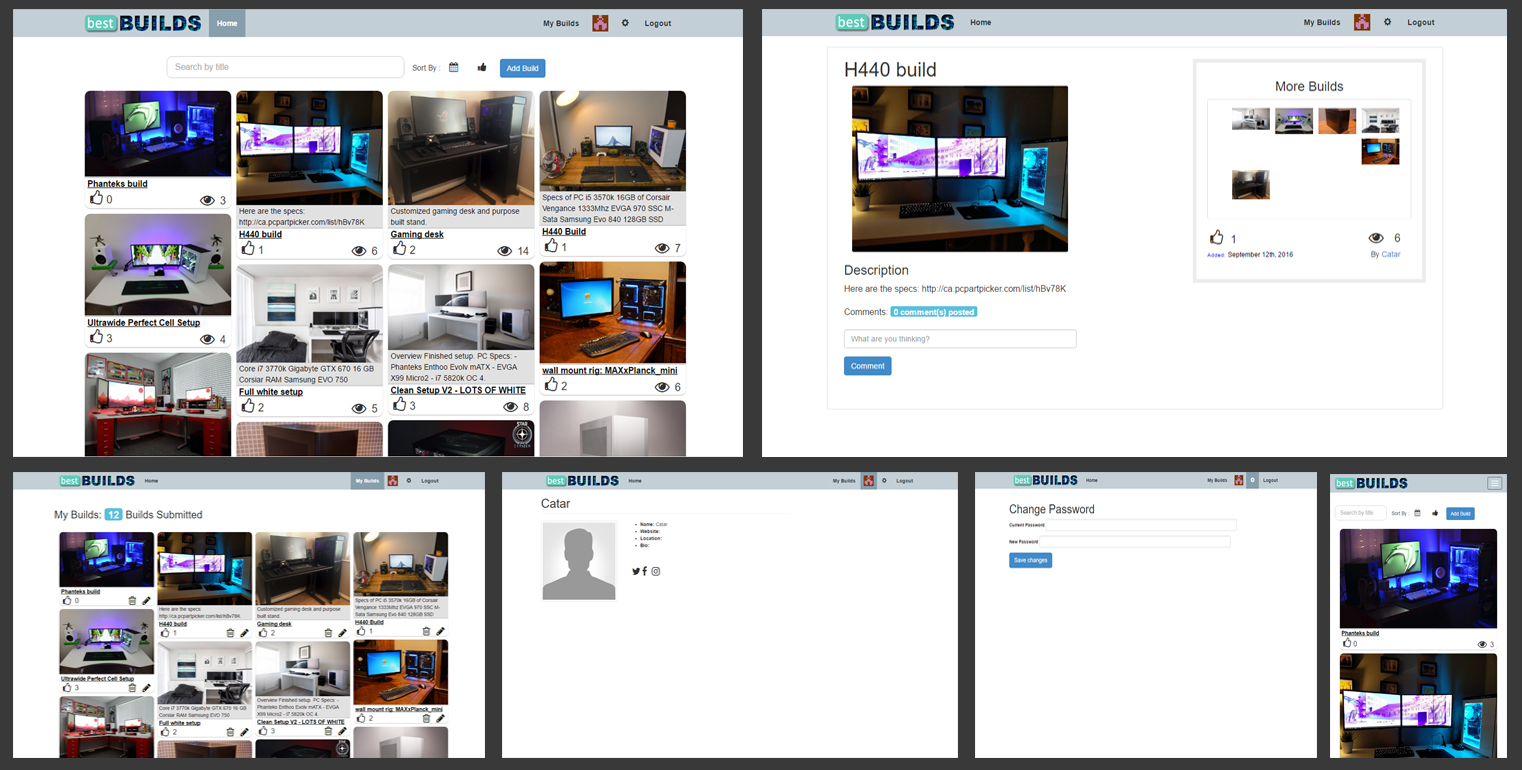 best BUILDS Home My Builds Logout
Search by title Sort By : Add Build
Phanteks build
0 3
Here are the specs:
http://ca.pcpartpicker.com/list/hBv78K
H440 build
1 6
Customized gaming desk and purpose
built stand.
Gaming desk
2 14
Specs of PC i5 3570k 16GB of Corsair
Vengance 1333Mhz EVGA 970 SSC M-
Sata Samsung Evo 840 128GB SSD
H440 Build
1 7
Ultrawide Perfect Cell Setup
3 4
Core i7 3770k Gigabyte GTX 670 16 GB
Corsiar RAM Samsung EVO 750
Full white setup
2 5
Overview Finished setup. PC Specs: -
Phanteks Enthoo Evolv mATX - EVGA
X99 Micro2 - i7 5820k OC 4.
Clean Setup V2 - LOTS OF WHITE
3 8
wall mount rig: MAXxPlanck_mini
2 6
STAR
CITIZEN
best BUILDS Home My Builds Logout
H440 build
More Builds
1 6
Added: September 12th, 2016 By Catar
Description
Here are the specs: http://ca.pcpartpicker.com/list/hBv78K
Comments: 0 comment(s) posted
What are you thinking?
Comment
best BUILDS Home My Builds Logout
My Builds: 12 Builds Submitted
Phanteks build
0
Here are the specs:
http://ca.pcpartpicker.com/list/hBv78K
H440 build
1
Customized gaming desk and purpose
built stand.
Gaming desk
2
Specs of PC i5 3570k 16GB of Corsair
Vengance 1333Mhz EVGA 970 SSC M-
Sata Samsung Evo 840 128GB SSD
H440 Build
1
Ultrawide Perfect Cell Setup
3
Core i7 3770k Gigabyte GTX 670 16 GB
Corsiar RAM Samsung EVO 750
Full white setup
2
Overview Finished setup. PC Specs: -
Phanteks Enthoo Evolv mATX - EVGA
X99 Micro2 - i7 5820k OC 4.
Clean Setup V2 - LOTS OF WHITE
3
wall mount rig: MAXxPlanck_mini
2
best BUILDS Home My Builds Logout
Catar
Name: Catar
Website:
Location:
Bio:
best BUILDS Home My Builds Logout
Change Password
Current Password
New Password
Save changes
best BUILDS
Search by title Sort By : Add Build
Phanteks build
0 3